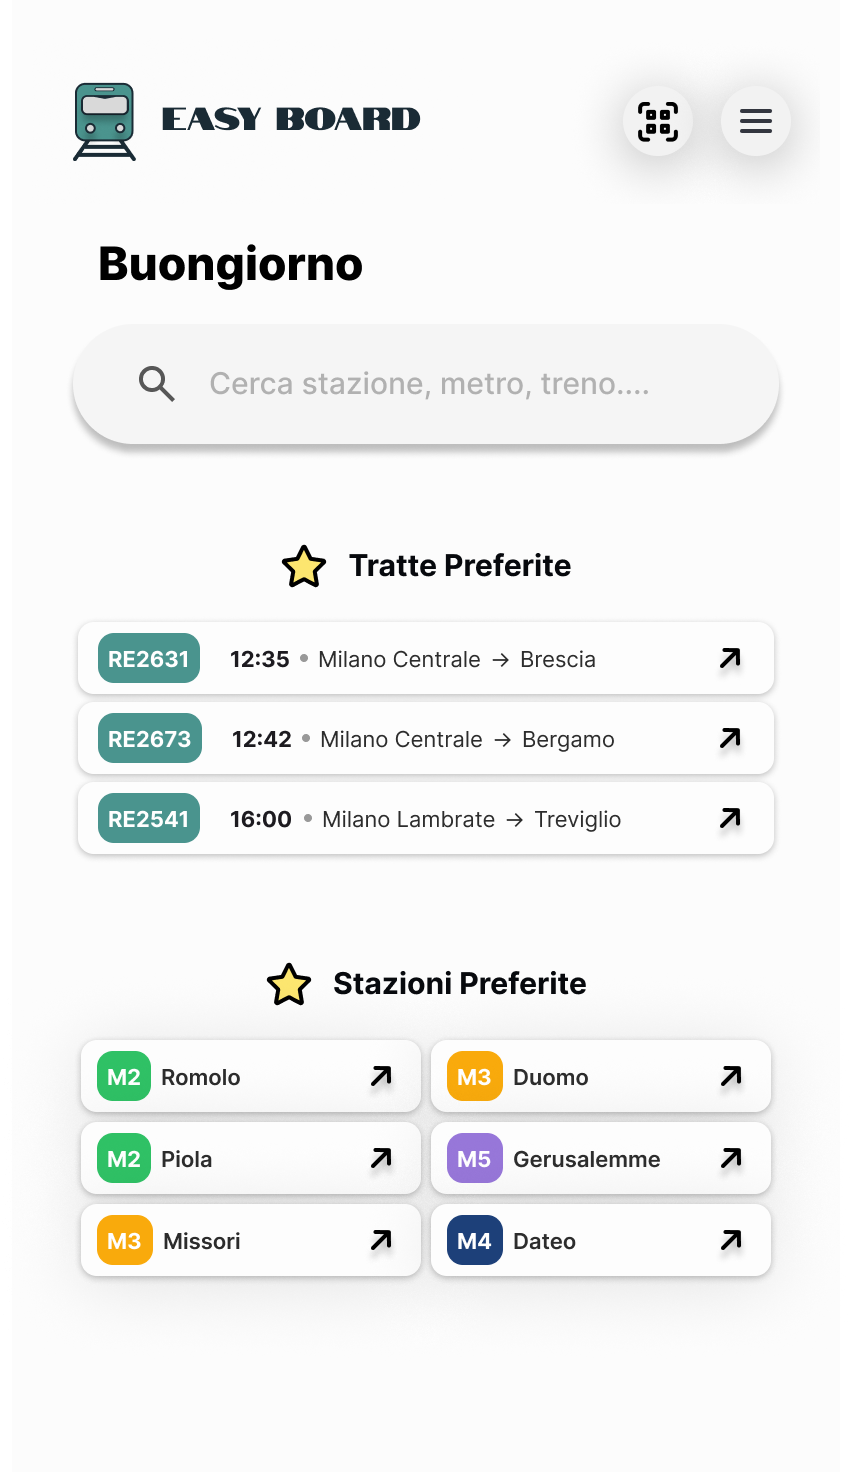 EASY BOARD
Buongiorno
Cerca stazione, metro, treno....
Tratte Preferite
RE2631 12:35 • Milano Centrale → Brescia
RE2673 12:42 • Milano Centrale → Bergamo
RE2541 16:00 • Milano Lambrate → Treviglio
Stazioni Preferite
M2 Romolo
M3 Duomo
M2 Piola
M5 Gerusalemme
M3 Missori
M4 Dateo